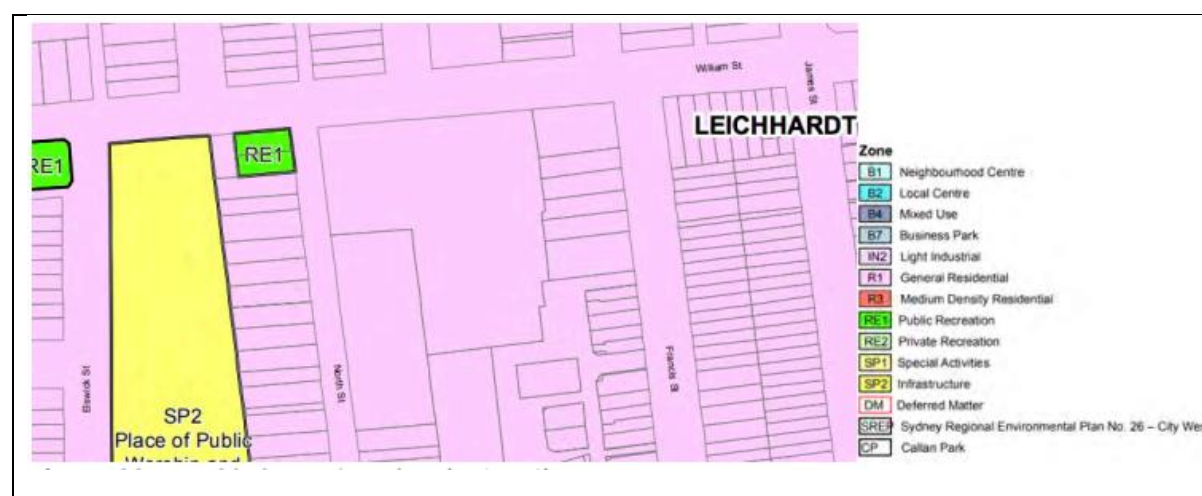 William St
James St
LEICHHARDT
RE1
RE1
Elswick St
North St
Francis St
SP2
Place of Public
Worship and
Zone
B1 Neighbourhood Centre
B2 Local Centre
B4 Mixed Use
B7 Business Park
IN2 Light Industrial
R1 General Residential
R3 Medium Density Residential
RE1 Public Recreation
RE2 Private Recreation
SP1 Special Activities
SP2 Infrastructure
DM Deferred Matter
SREP Sydney Regional Environmental Plan No. 26 – City Wes
CP Callan Park